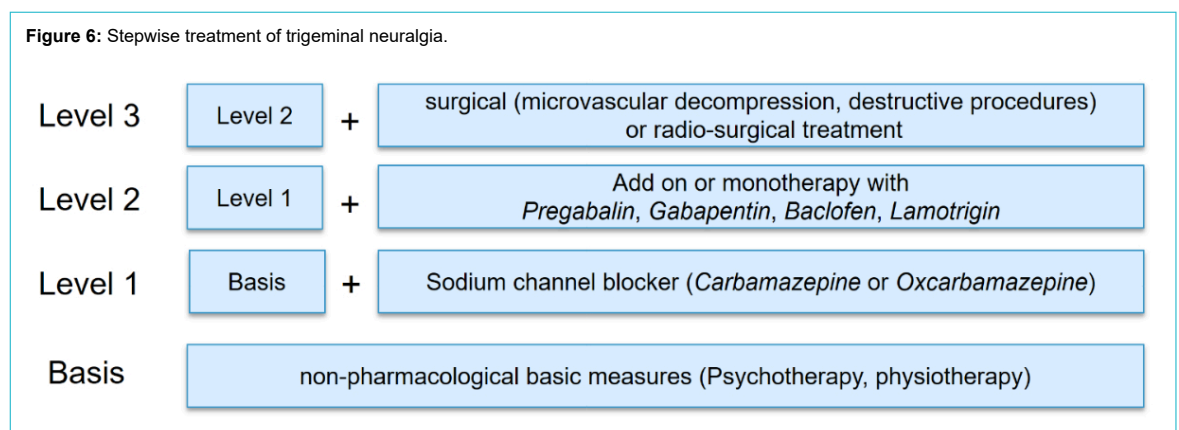 Figure 6: Stepwise treatment of trigeminal neuralgia.
Level 3
Level 2
+
surgical (microvascular decompression, destructive procedures)
or radio-surgical treatment
Level 2
Level 1
+
Add on or monotherapy with
Pregabalin, Gabapentin, Baclofen, Lamotrigin
Level 1
Basis
+
Sodium channel blocker (Carbamazepine or Oxcarbamazepine)
Basis
non-pharmacological basic measures (Psychotherapy, physiotherapy)